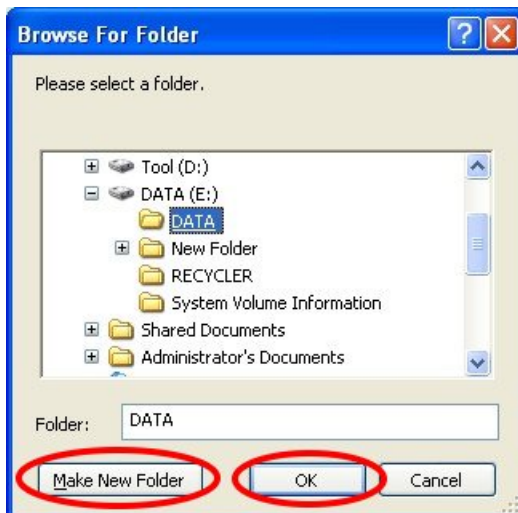 Browse For Folder
Please select a folder.
Tool (D:)
DATA (E:)
DATA
New Folder
RECYCLER
System Volume Information
Shared Documents
Administrator's Documents
Folder: DATA
Make New Folder OK Cancel